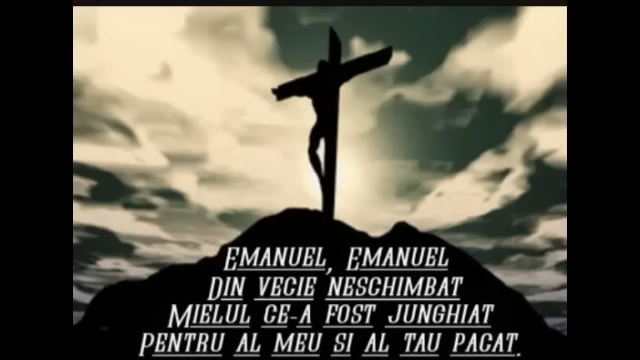 Emanuel, Emanuel
Din vecie neschimbat
Mielul ce-a fost junghiat
Pentru al meu si al tau pacat.